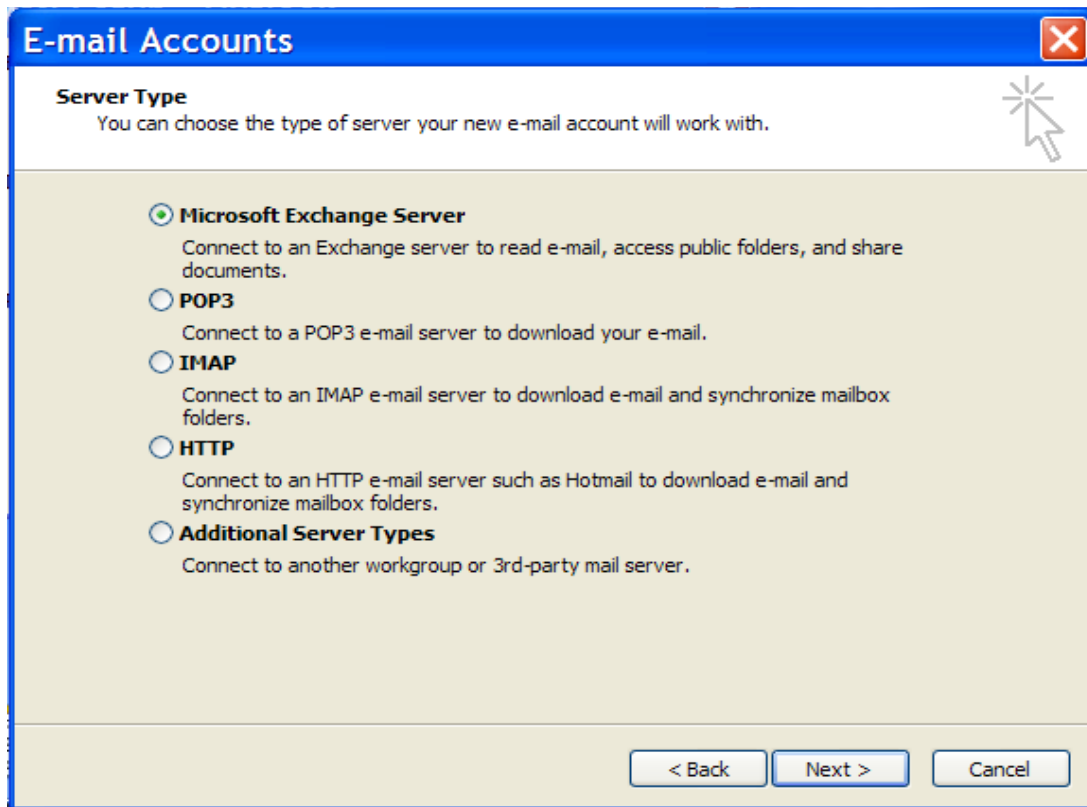 E-mail Accounts
Server Type
You can choose the type of server your new e-mail account will work with.
Microsoft Exchange Server
Connect to an Exchange server to read e-mail, access public folders, and share
documents.
POP3
Connect to a POP3 e-mail server to download your e-mail.
IMAP
Connect to an IMAP e-mail server to download e-mail and synchronize mailbox
folders.
HTTP
Connect to an HTTP e-mail server such as Hotmail to download e-mail and
synchronize mailbox folders.
Additional Server Types
Connect to another workgroup or 3rd-party mail server.
< Back Next > Cancel